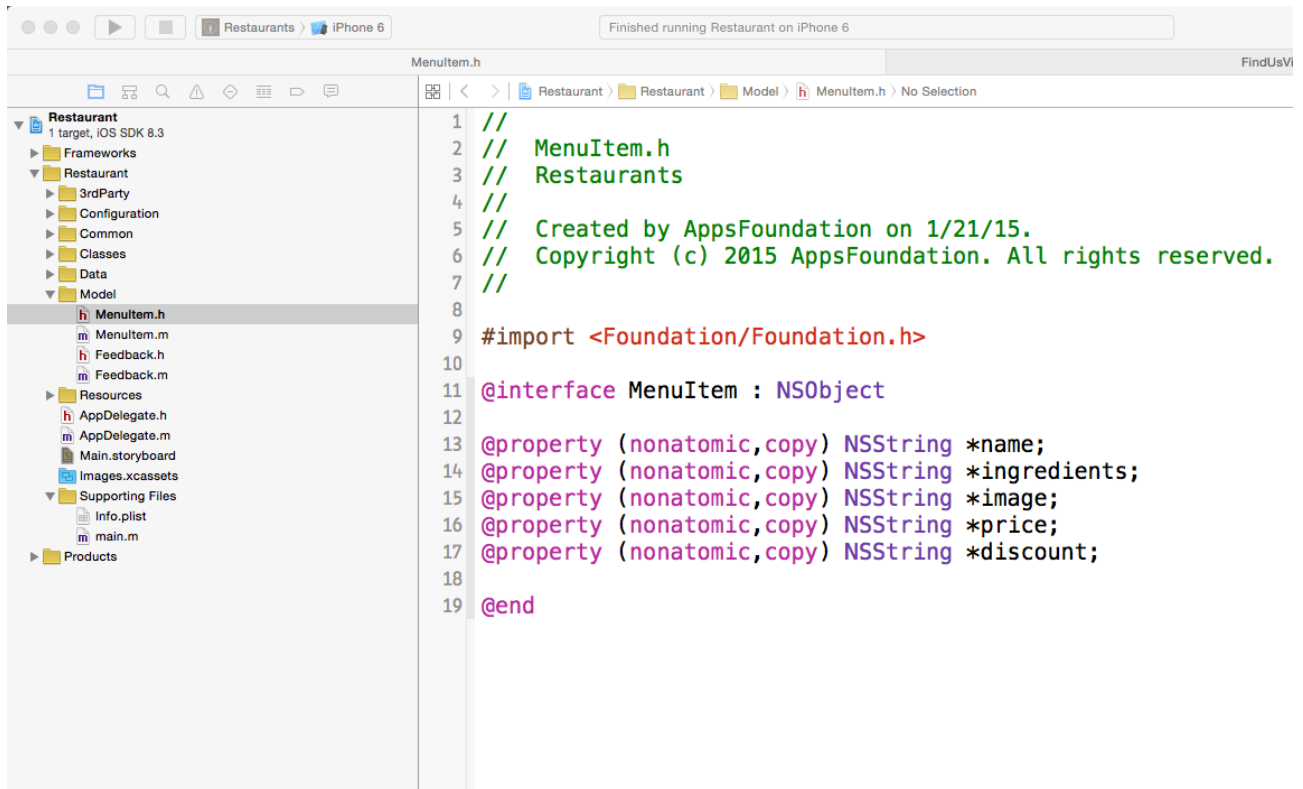 Restaurants 〉 iPhone 6
Finished running Restaurant on iPhone 6
MenuItem.h
FindUsVi
Restaurant 〉 Restaurant 〉 Model 〉 h MenuItem.h 〉 No Selection
Restaurant
1 target, iOS SDK 8.3
Frameworks
Restaurant
3rdParty
Configuration
Common
Classes
Data
Model
h MenuItem.h
m MenuItem.m
h Feedback.h
m Feedback.m
Resources
h AppDelegate.h
m AppDelegate.m
Main.storyboard
Images.xcassets
Supporting Files
Info.plist
m main.m
Products
1 //
2 //  MenuItem.h
3 //  Restaurants
4 //
5 //  Created by AppsFoundation on 1/21/15.
6 //  Copyright (c) 2015 AppsFoundation. All rights reserved.
7 //
8
9 #import <Foundation/Foundation.h>
10
11 @interface MenuItem : NSObject
12
13 @property (nonatomic,copy) NSString *name;
14 @property (nonatomic,copy) NSString *ingredients;
15 @property (nonatomic,copy) NSString *image;
16 @property (nonatomic,copy) NSString *price;
17 @property (nonatomic,copy) NSString *discount;
18
19 @end